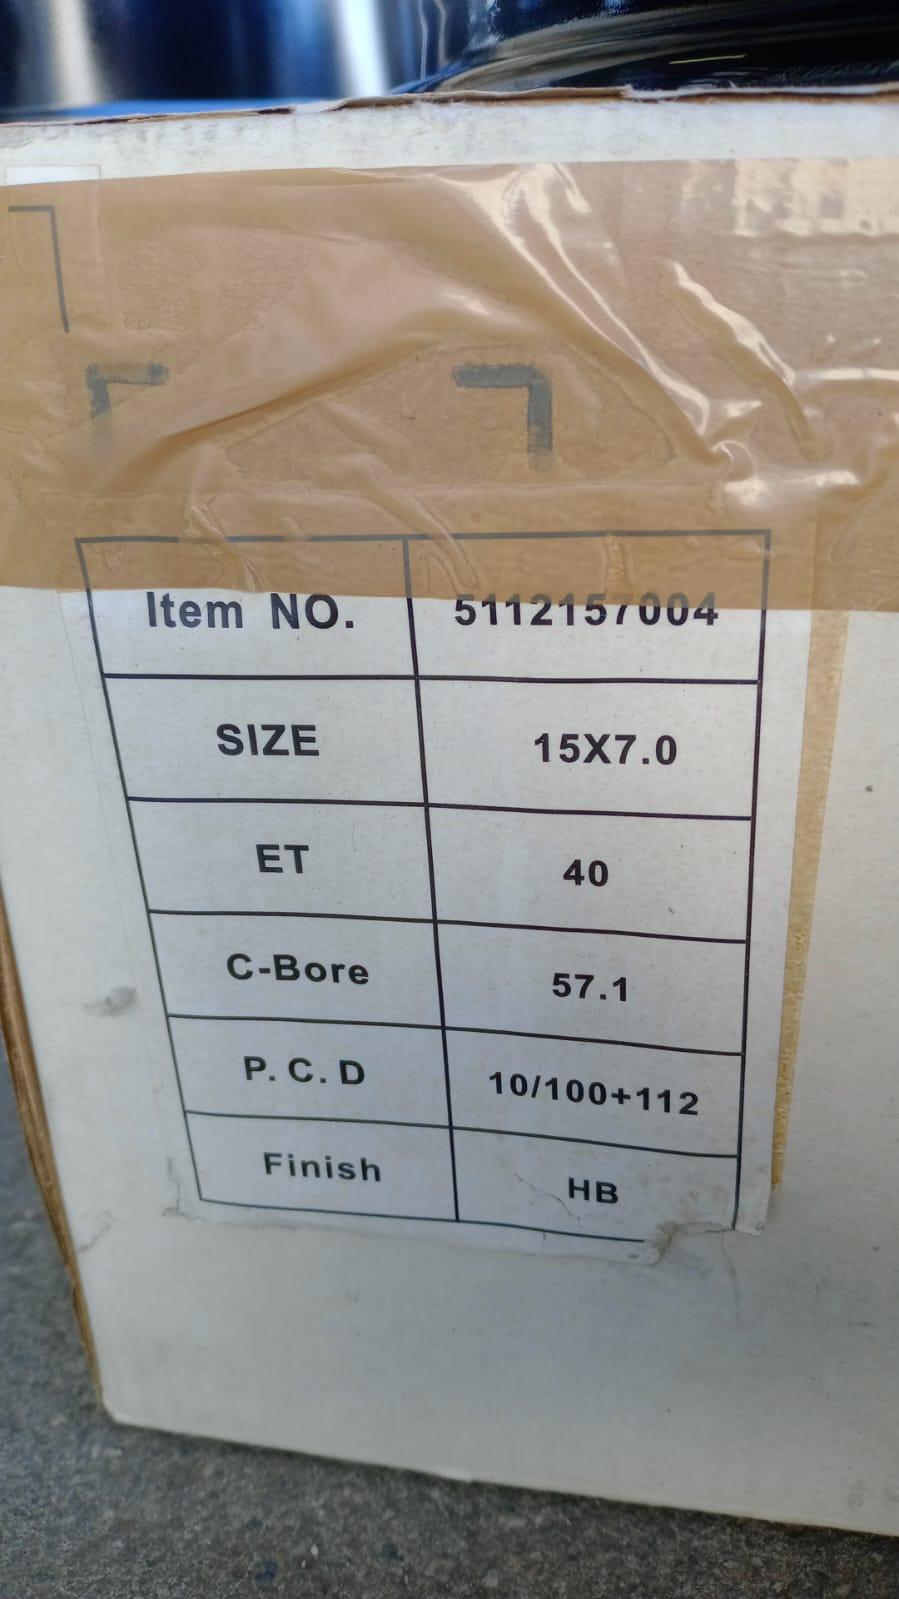 Item NO. 5112157004
SIZE 15X7.0
ET 40
C-Bore 57.1
P. C. D 10/100+112
Finish HB